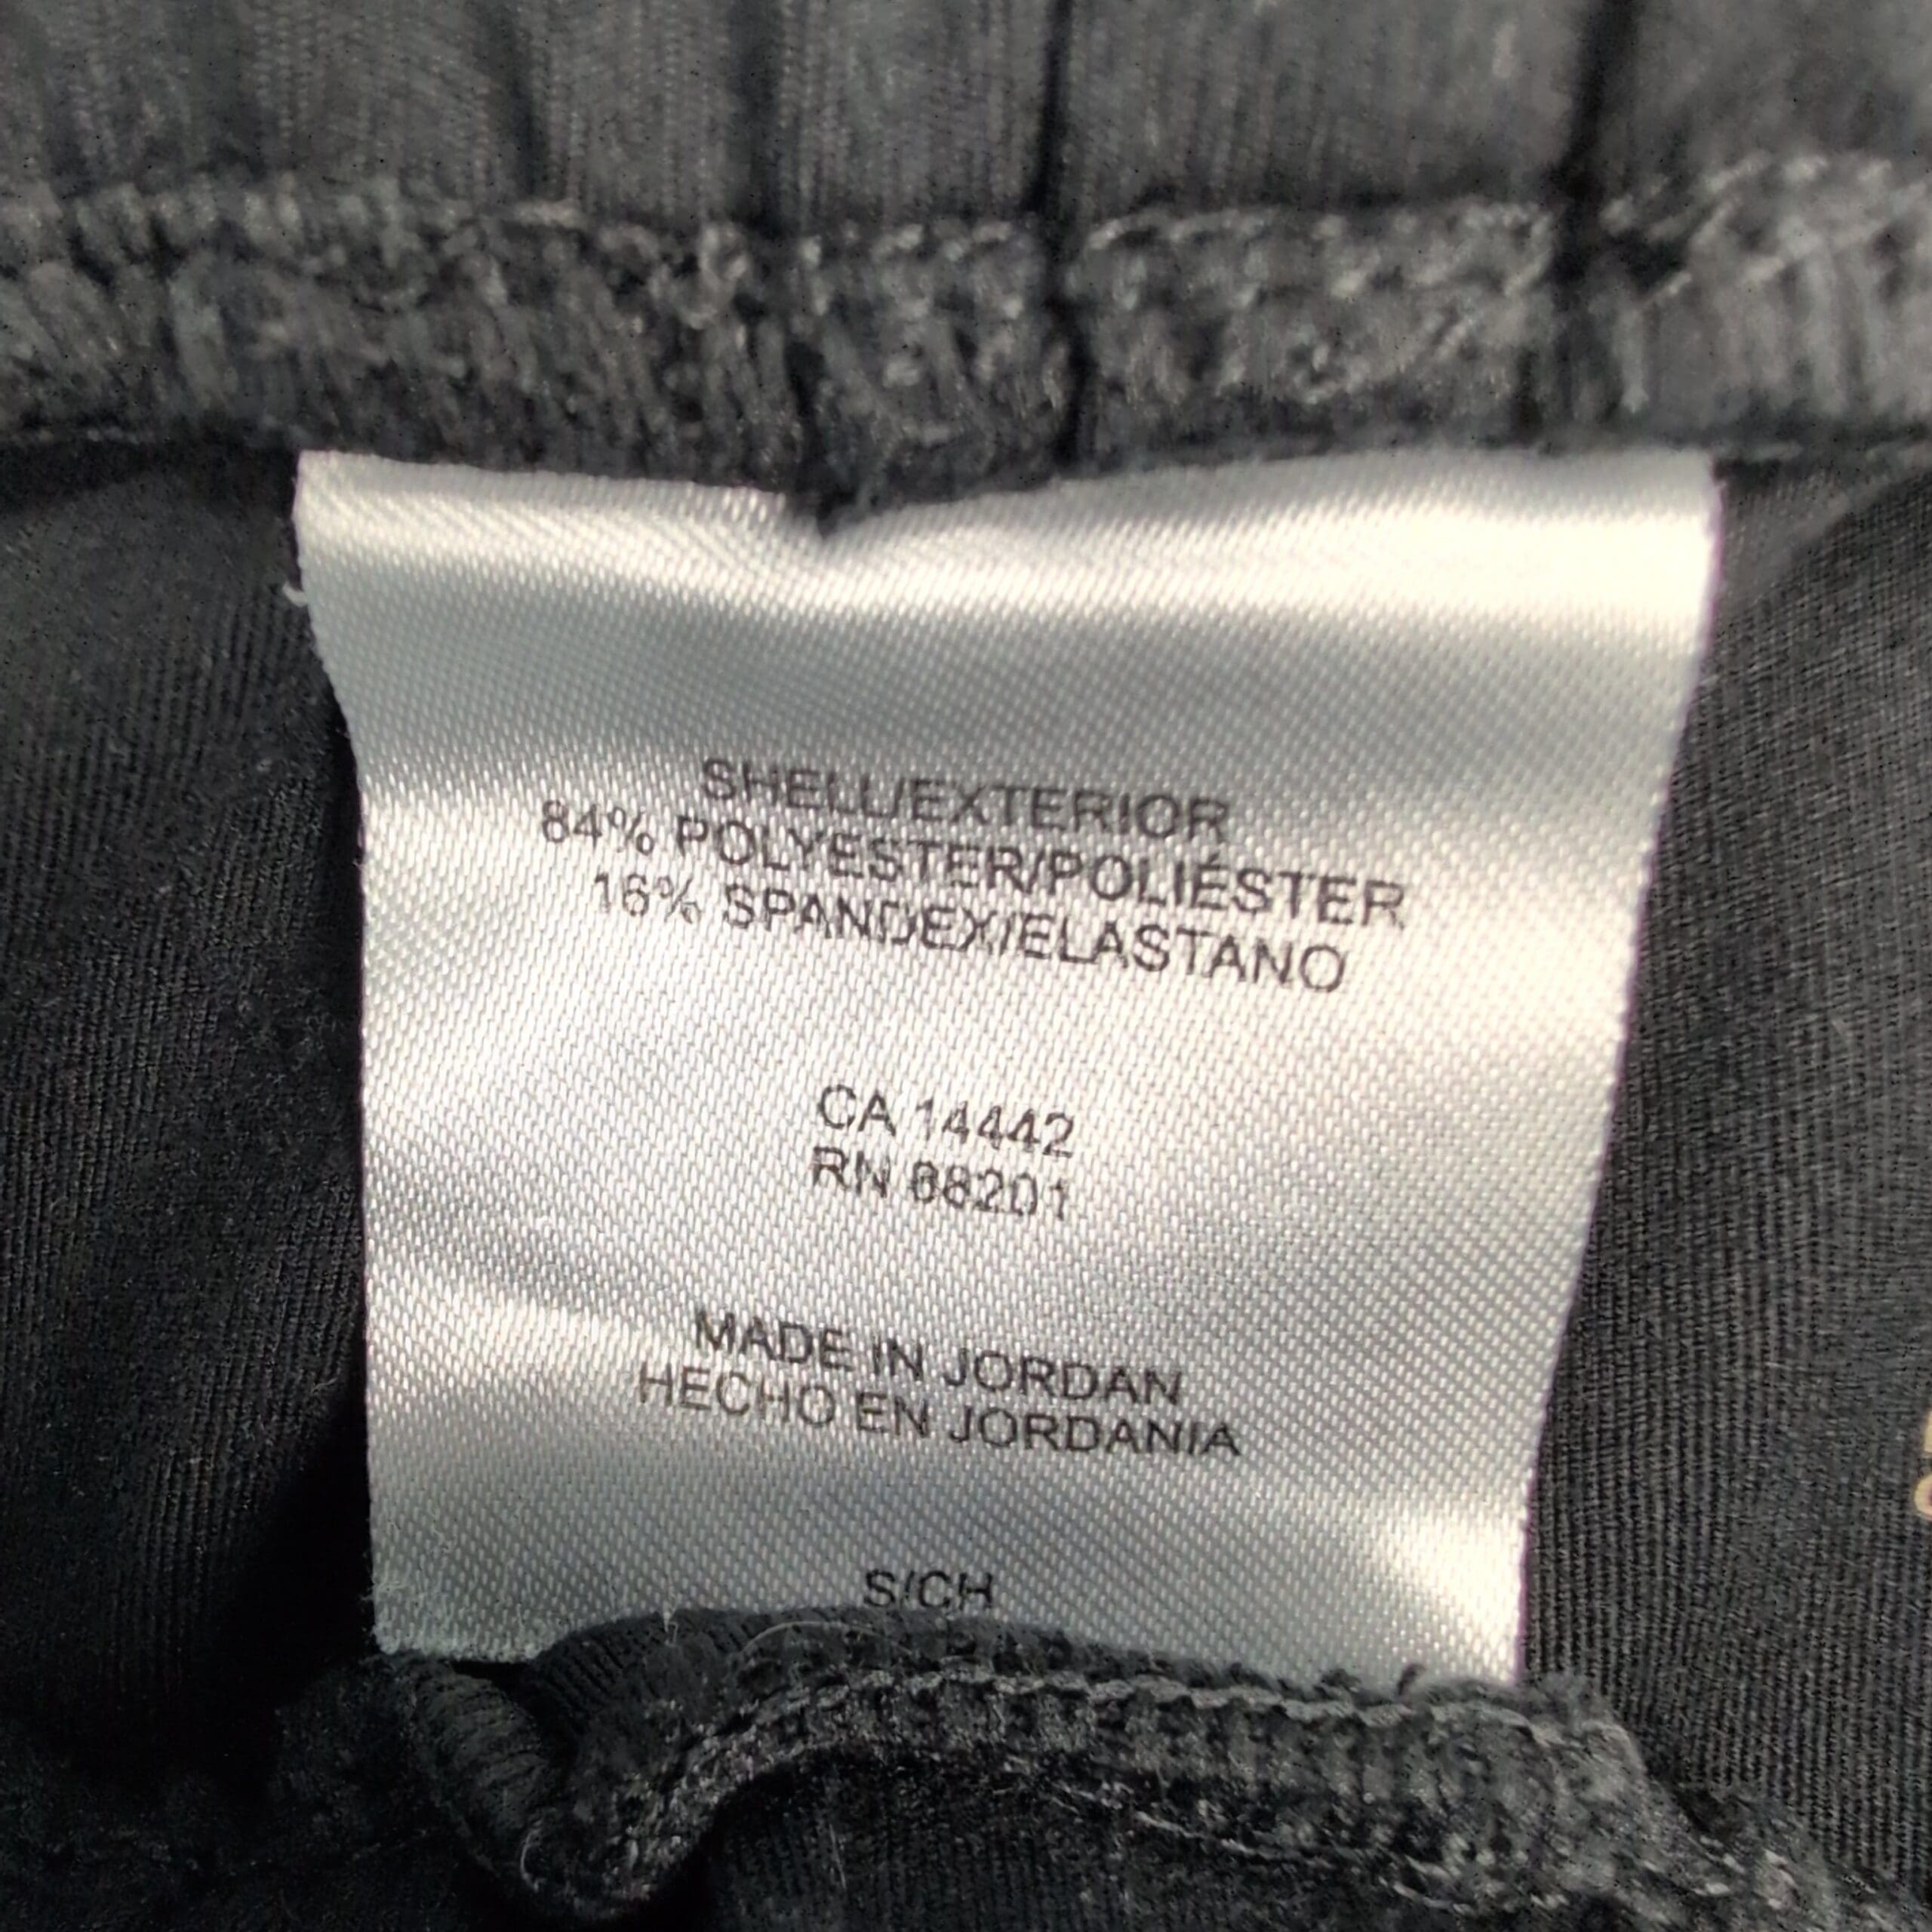 SHELL/EXTERIOR
84% POLYESTER/POLIÉSTER
16% SPANDEX/ELASTANO
CA 14442
RN 88201
MADE IN JORDAN
HECHO EN JORDANIA
S/CH